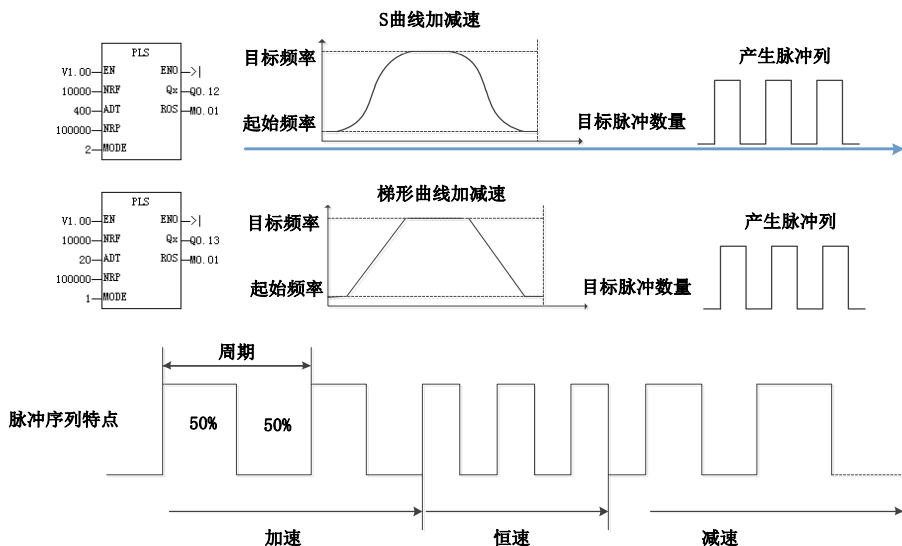 S曲线加减速
PLS
V1.00 EN ENO >|
10000 NRF Qx Q0.12
400 ADT ROS M0.01
100000 NRP
2 MODE
目标频率
起始频率
目标脉冲数量
产生脉冲列
梯形曲线加减速
PLS
V1.00 EN ENO >|
10000 NRF Qx Q0.13
20 ADT ROS M0.01
100000 NRP
1 MODE
目标频率
起始频率
目标脉冲数量
产生脉冲列
周期
脉冲序列特点
50% 50%
加速 恒速 减速